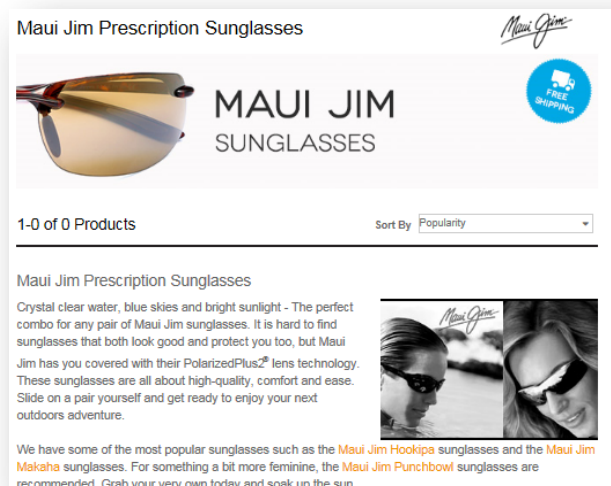 Maui Jim Prescription Sunglasses
Maui Jim
MAUI JIM
SUNGLASSES
FREE
SHIPPING
1-0 of 0 Products
Sort By Popularity
Maui Jim Prescription Sunglasses
Crystal clear water, blue skies and bright sunlight - The perfect
combo for any pair of Maui Jim sunglasses. It is hard to find
sunglasses that both look good and protect you too, but Maui
Jim has you covered with their PolarizedPlus2® lens technology.
These sunglasses are all about high-quality, comfort and ease.
Slide on a pair yourself and get ready to enjoy your next
outdoors adventure.
Maui Jim
We have some of the most popular sunglasses such as the Maui Jim Hookipa sunglasses and the Maui Jim
Makaha sunglasses. For something a bit more feminine, the Maui Jim Punchbowl sunglasses are
recommended. Grab your very own today and soak up the sun